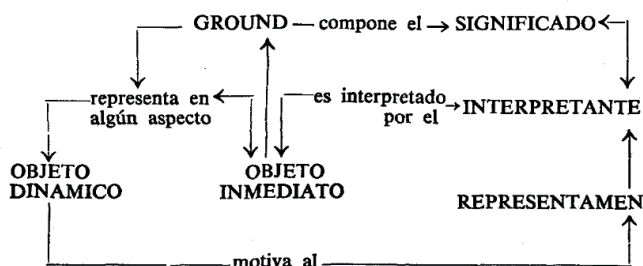 GROUND — compone el → SIGNIFICADO
representa en
algún aspecto
es interpretado
por el
INTERPRETANTE
OBJETO
DINAMICO
OBJETO
INMEDIATO
REPRESENTAMEN
motiva al